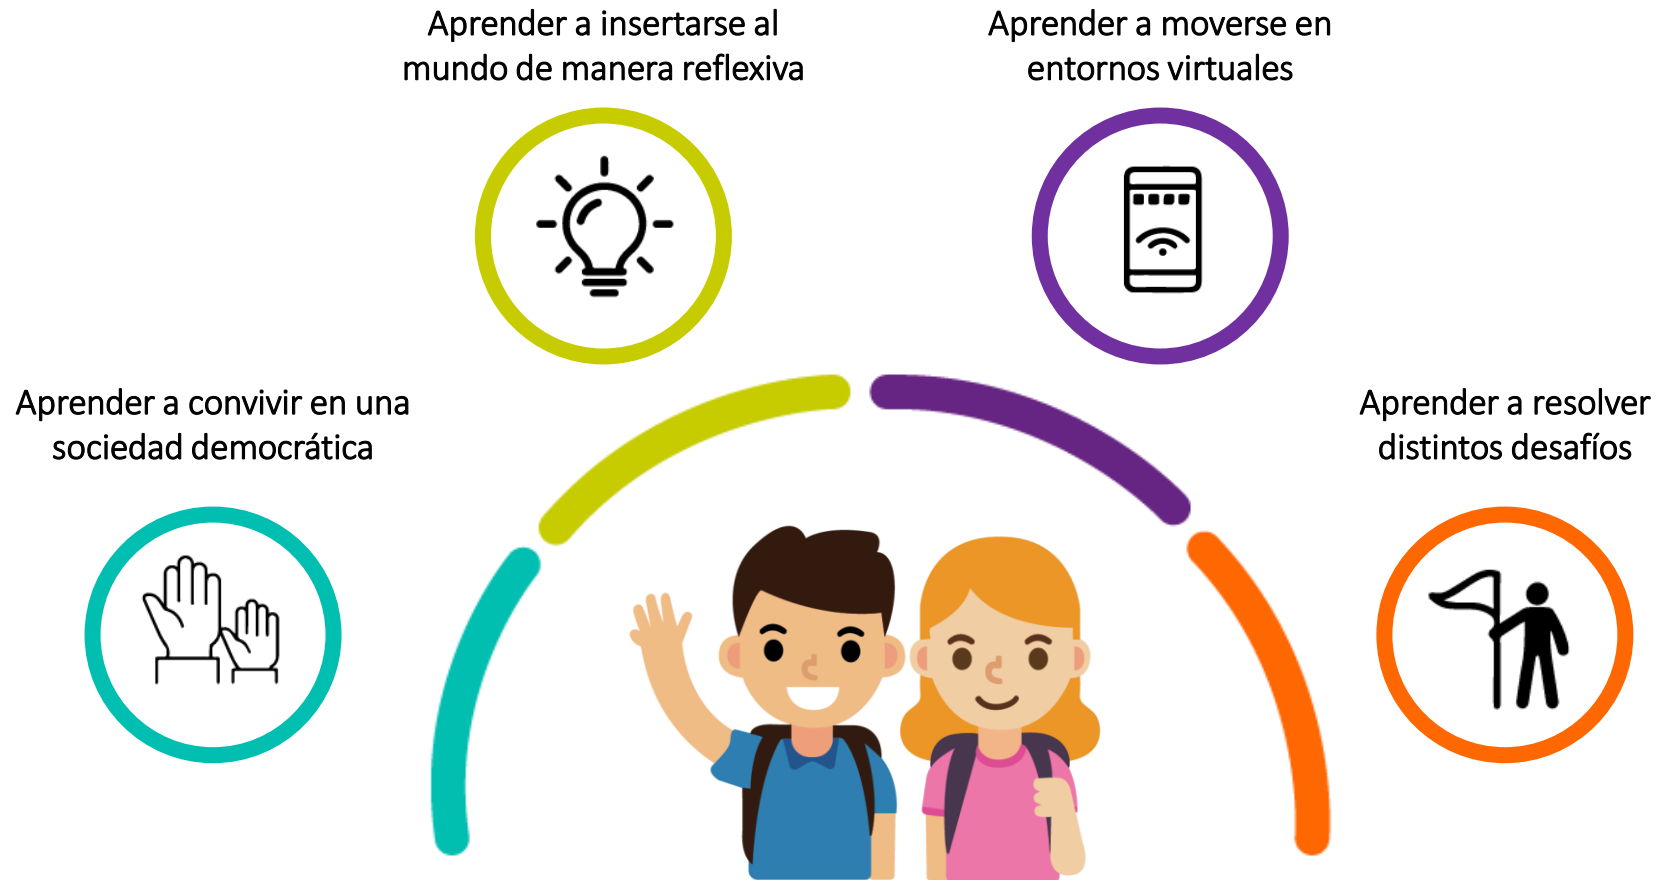 Aprender a insertarse al
mundo de manera reflexiva
Aprender a moverse en
entornos virtuales
Aprender a convivir en una
sociedad democrática
Aprender a resolver
distintos desafíos